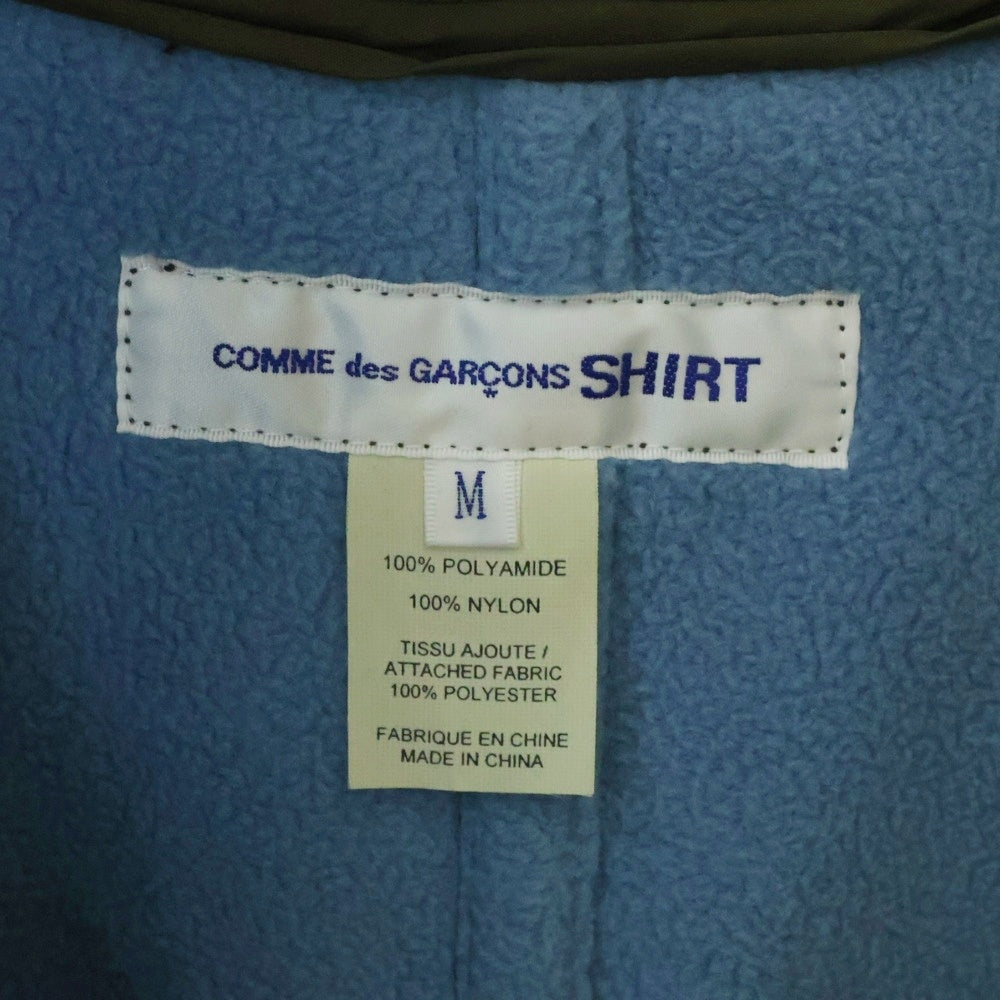 COMME des GARÇONS SHIRT
M
100% POLYAMIDE
100% NYLON
TISSU AJOUTE /
ATTACHED FABRIC
100% POLYESTER
FABRIQUE EN CHINE
MADE IN CHINA